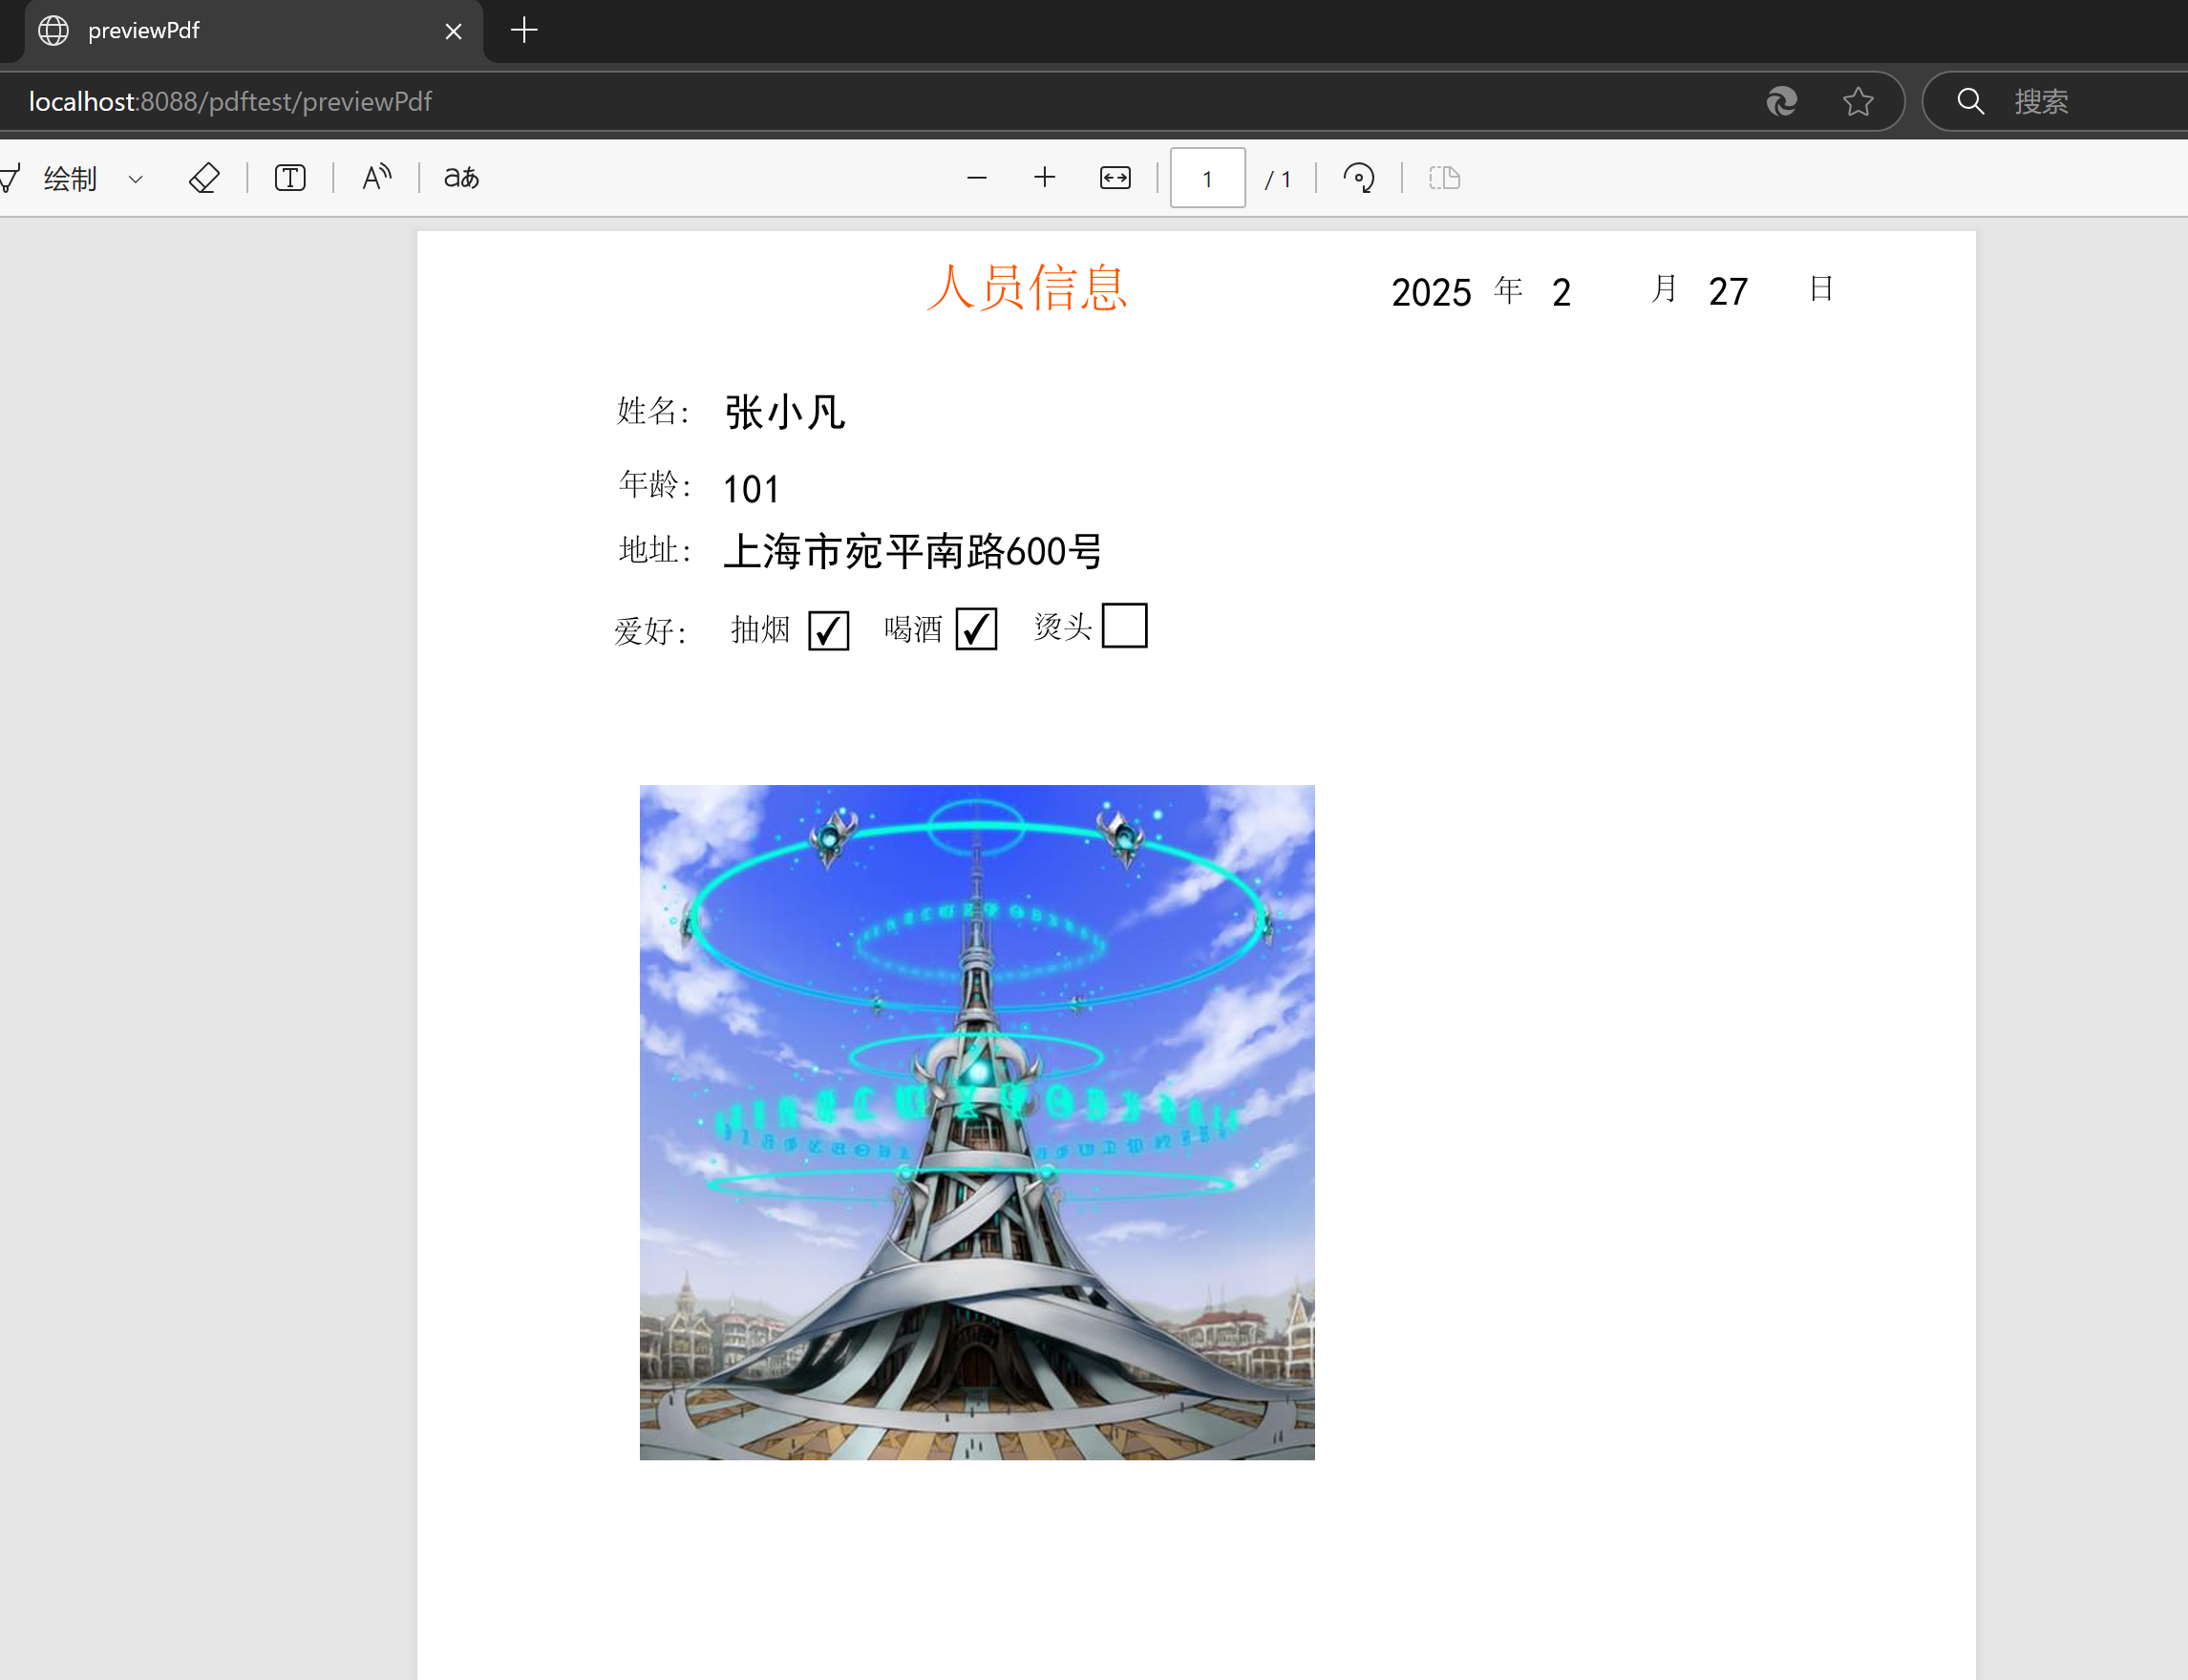 previewPdf
localhost:8088/pdftest/previewPdf
搜索
绘制 T A aあ 1 / 1
人员信息 2025 年 2 月 27 日
姓名： 张小凡
年龄： 101
地址： 上海市宛平南路600号
爱好： 抽烟 ✓ 喝酒 ✓ 烫头